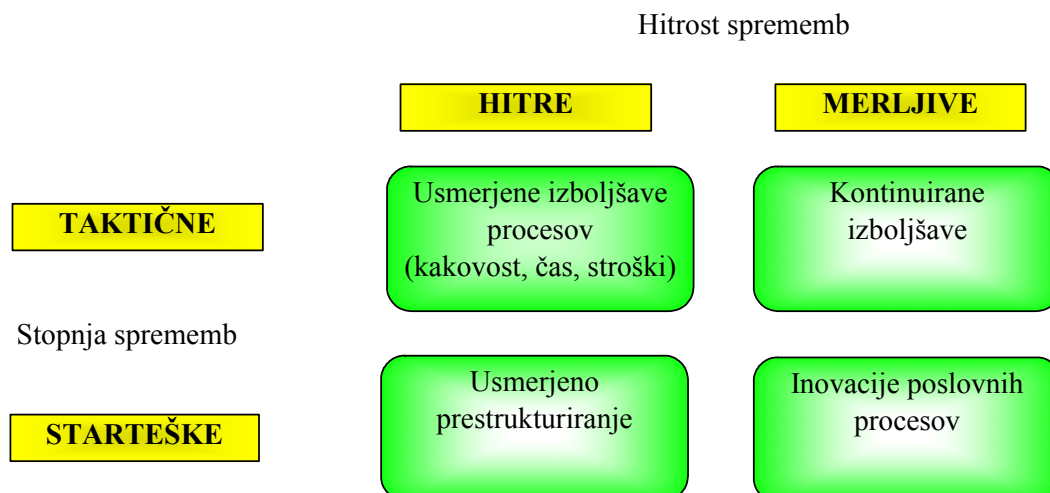 Hitrost sprememb
HITRE
MERLJIVE
TAKTIČNE
Usmerjene izboljšave
procesov
(kakovost, čas, stroški)
Kontinuirane
izboljšave
Stopnja sprememb
STARTEŠKE
Usmerjeno
prestrukturiranje
Inovacije poslovnih
procesov